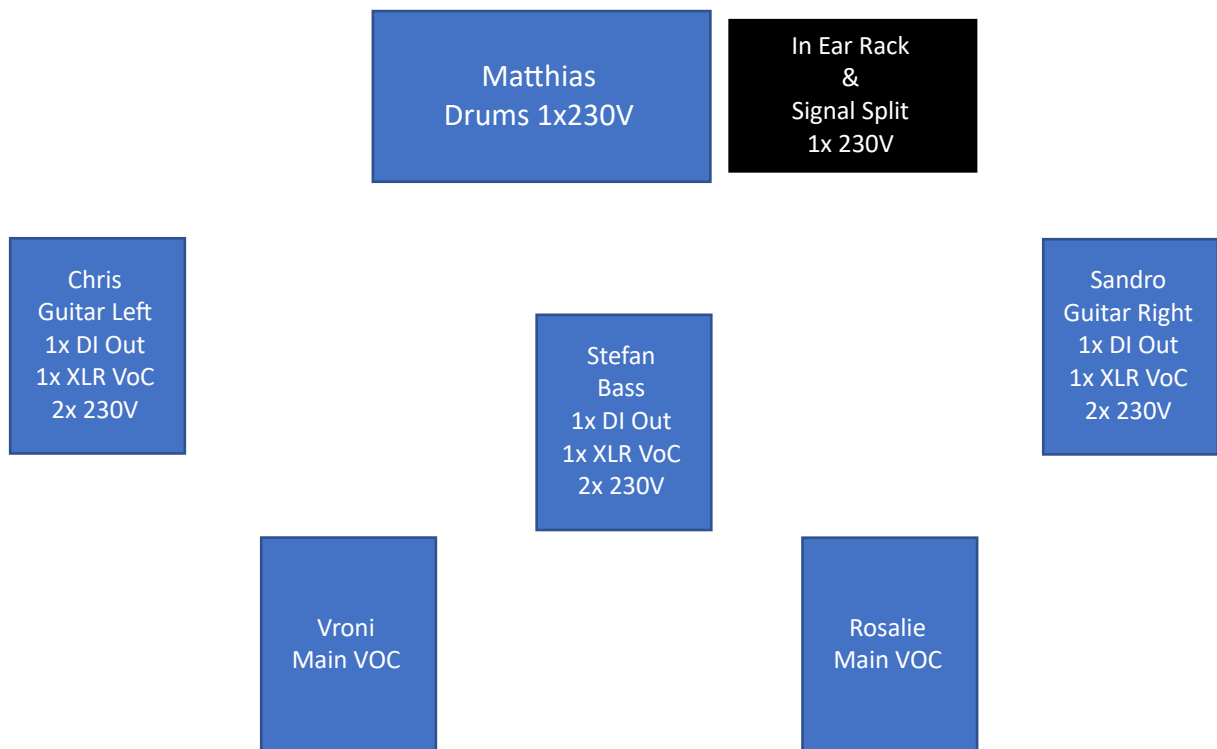 Matthias
Drums 1x230V
In Ear Rack
&
Signal Split
1x 230V
Chris
Guitar Left
1x DI Out
1x XLR VoC
2x 230V
Stefan
Bass
1x DI Out
1x XLR VoC
2x 230V
Sandro
Guitar Right
1x DI Out
1x XLR VoC
2x 230V
Vroni
Main VOC
Rosalie
Main VOC